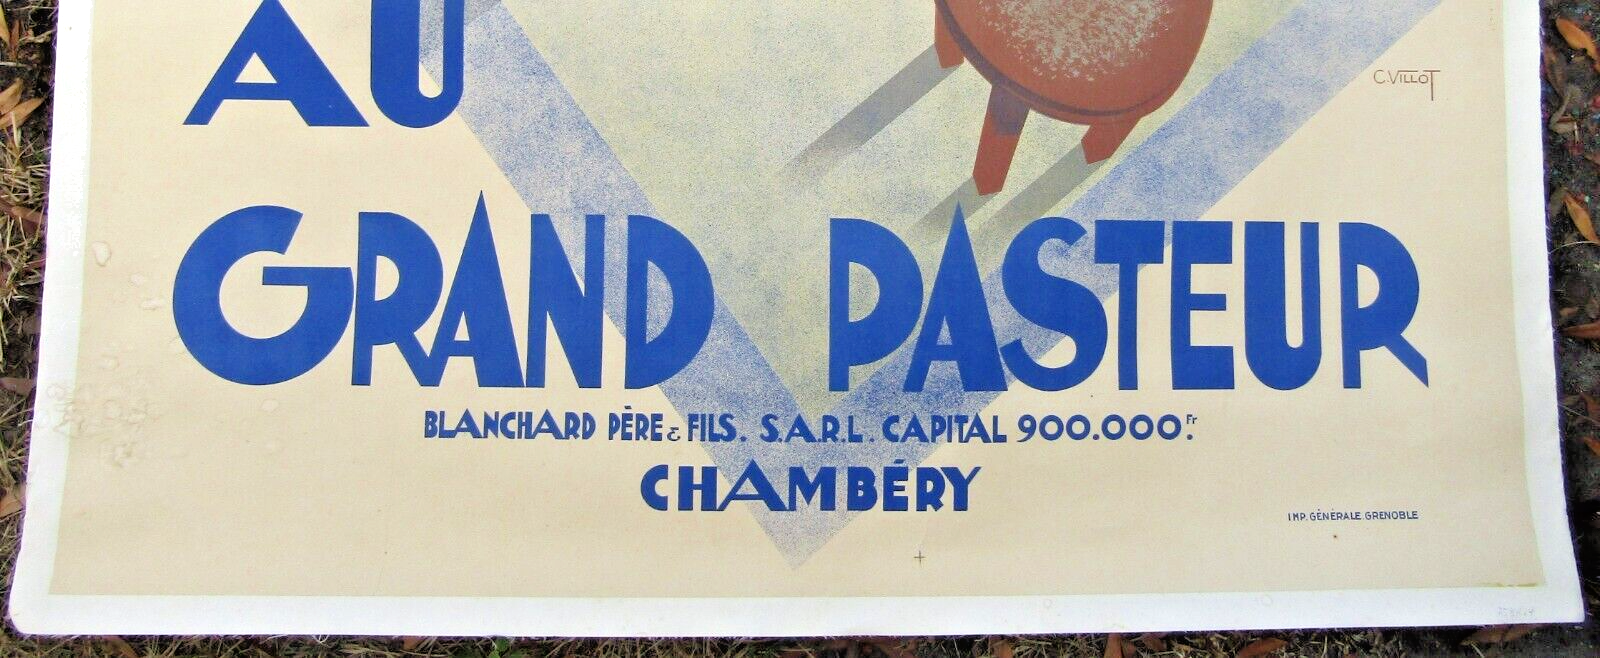 AU
C.VILLOT
GRAND PASTEUR
BLANCHARD PÈRE & FILS. S.A.R.L. CAPITAL 900.000.Fr
CHAMBÉRY
IMP. GÉNÉRALE. GRENOBLE